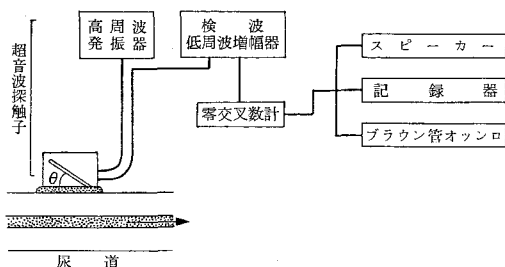 高周波
発振器
検波
低周波増幅器
スピーカー
超音波探触子
零交叉数計
記録器
ブラウン管オッシロ
θ
尿道